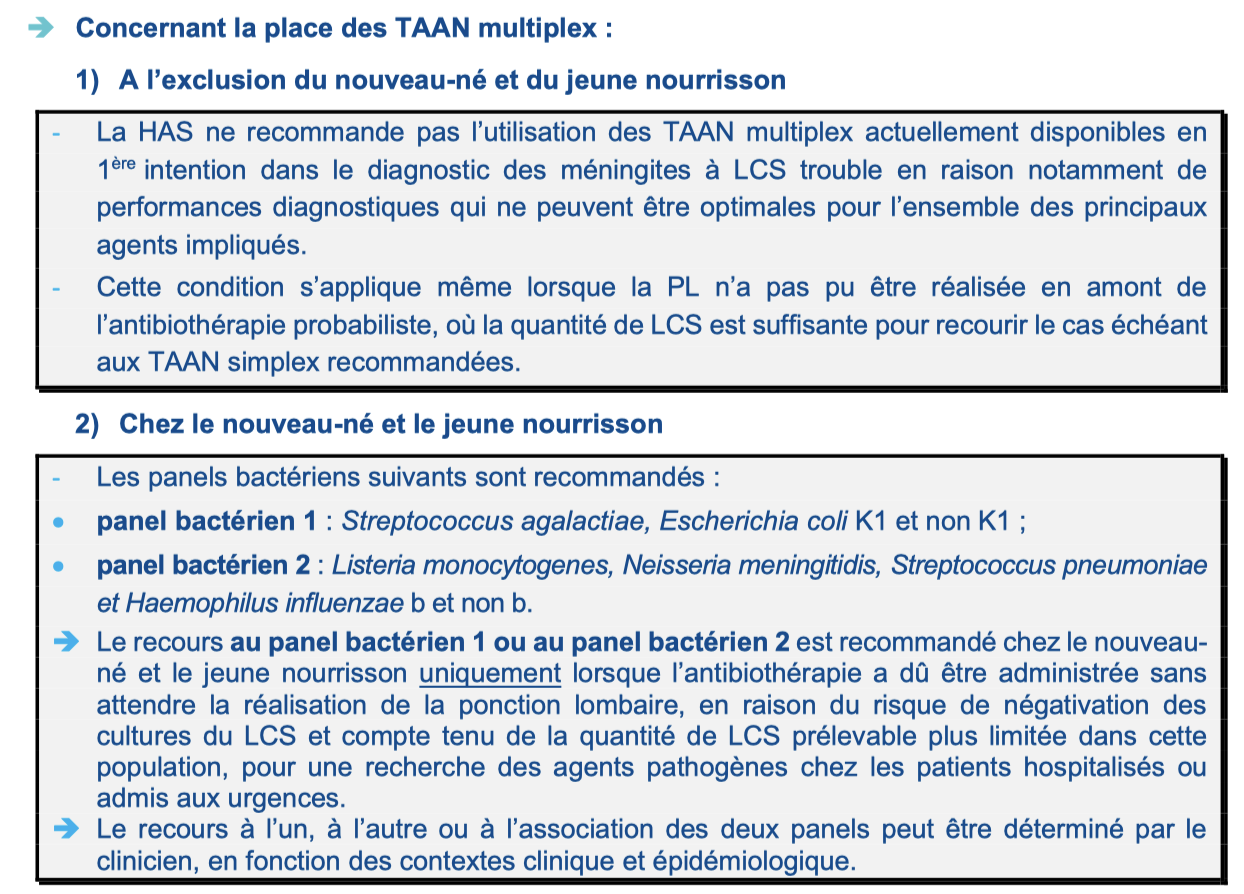 ➔ Concernant la place des TAAN multiplex :
1) A l’exclusion du nouveau-né et du jeune nourrisson
- La HAS ne recommande pas l’utilisation des TAAN multiplex actuellement disponibles en
1ère intention dans le diagnostic des méningites à LCS trouble en raison notamment de
performances diagnostiques qui ne peuvent être optimales pour l’ensemble des principaux
agents impliqués.
- Cette condition s’applique même lorsque la PL n’a pas pu être réalisée en amont de
l’antibiothérapie probabiliste, où la quantité de LCS est suffisante pour recourir le cas échéant
aux TAAN simplex recommandées.
2) Chez le nouveau-né et le jeune nourrisson
- Les panels bactériens suivants sont recommandés :
• panel bactérien 1 : Streptococcus agalactiae, Escherichia coli K1 et non K1 ;
• panel bactérien 2 : Listeria monocytogenes, Neisseria meningitidis, Streptococcus pneumoniae
et Haemophilus influenzae b et non b.
➔ Le recours au panel bactérien 1 ou au panel bactérien 2 est recommandé chez le nouveau-
né et le jeune nourrisson uniquement lorsque l’antibiothérapie a dû être administrée sans
attendre la réalisation de la ponction lombaire, en raison du risque de négativation des
cultures du LCS et compte tenu de la quantité de LCS prélevable plus limitée dans cette
population, pour une recherche des agents pathogènes chez les patients hospitalisés ou
admis aux urgences.
➔ Le recours à l’un, à l’autre ou à l’association des deux panels peut être déterminé par le
clinicien, en fonction des contextes clinique et épidémiologique.